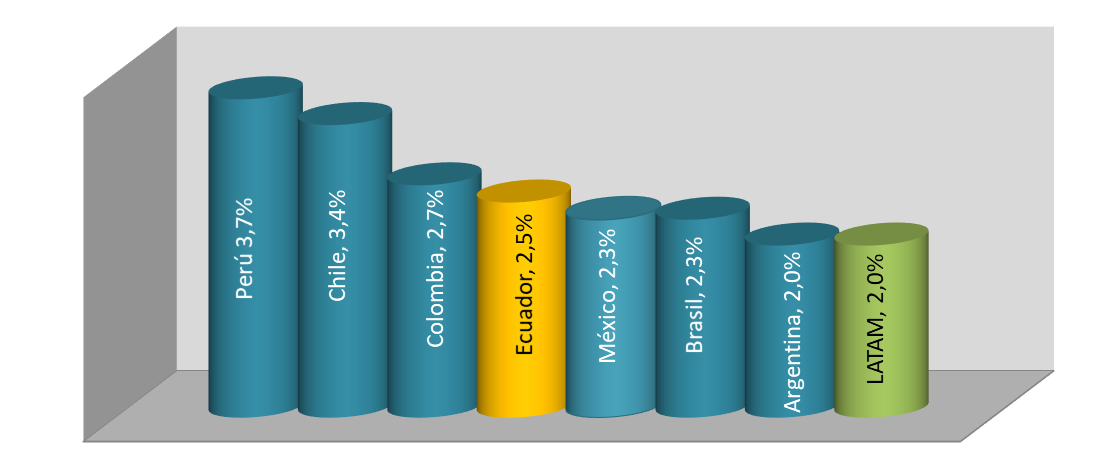 Perú 3,7%
Chile, 3,4%
Colombia, 2,7%
Ecuador, 2,5%
México, 2,3%
Brasil, 2,3%
Argentina, 2,0%
LATAM, 2,0%